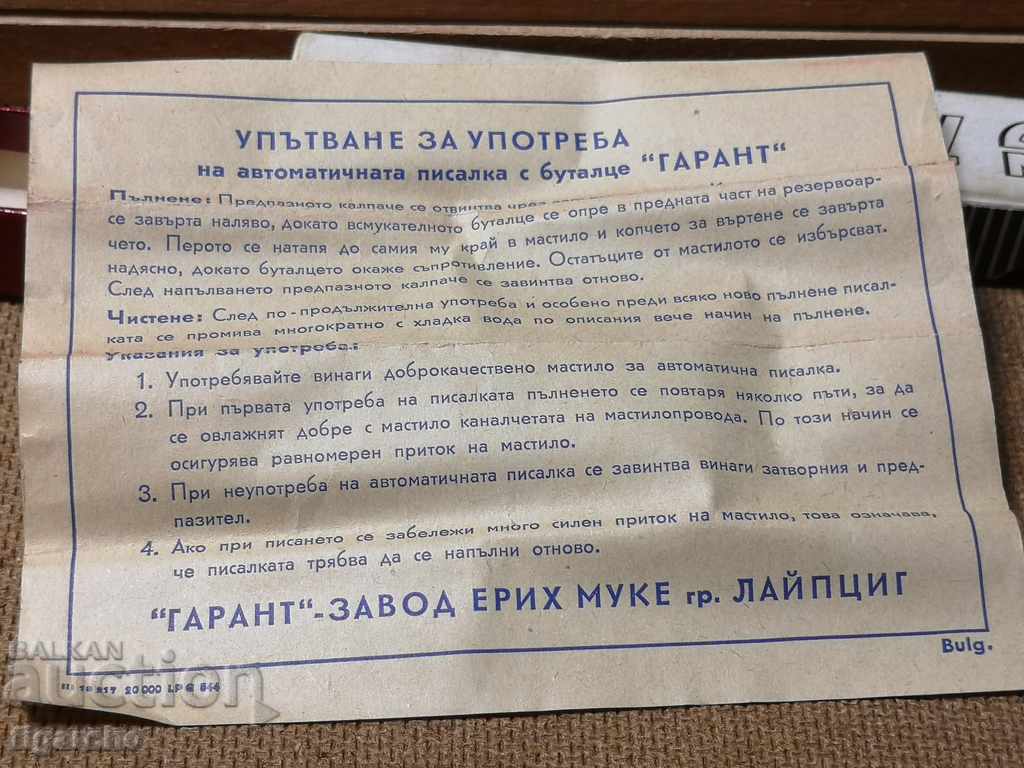 УПЪТВАНЕ ЗА УПОТРЕБА
на автоматичната писалка с буталце "ГАРАНТ"
Пълнене: Предпазното калпаче се отвинтва чрез
се завърта наляво, докато всмукателното буталце се опре в предната част на резервоар-
чето. Перото се натапя до самия му край в мастило и копчето за въртене се завърта
надясно, докато буталцето окаже съпротивление. Остатъците от мастилото се избърсват.
След напълването предпазното калпаче се завинтва отново.
Чистене: След по-продължителна употреба и особено преди всяко ново пълнене писал-
ката се промива многократно с хладка вода по описания вече начин на пълнене.
Указания за употреба:
1. Употребявайте винаги доброкачествено мастило за автоматична писалка.
2. При първата употреба на писалката пълненето се повтаря няколко пъти, за да
се овлажнят добре с мастило каналчетата на мастилопровода. По този начин се
осигурява равномерен приток на мастило.
3. При неупотреба на автоматичната писалка се завинтва винаги затворния и пред-
пазител.
4. Ако при писането се забележи много силен приток на мастило, това означава,
че писалката трябва да се напълни отново.
"ГАРАНТ"-ЗАВОД ЕРИХ МУКЕ гр. ЛАЙПЦИГ
Bulg.
20 000 LP G
BALKAN
auction
tigarsho